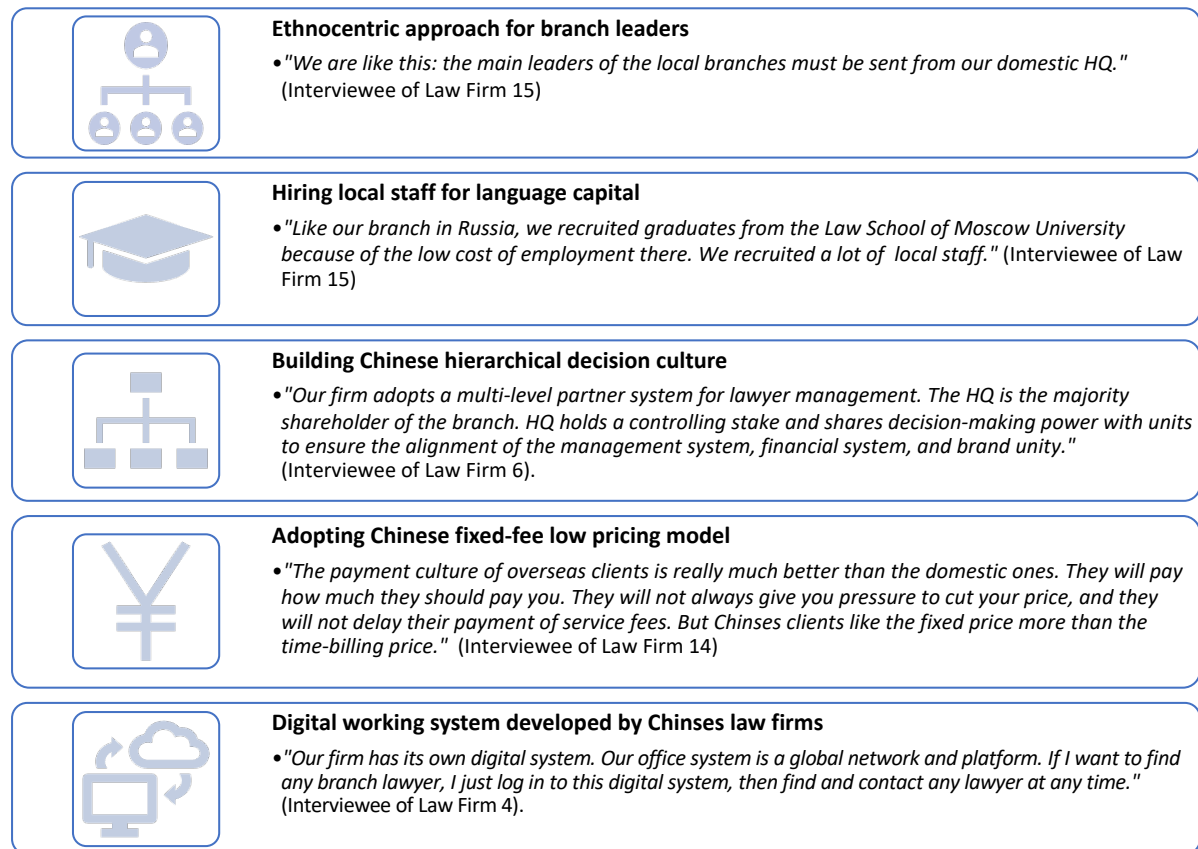 Ethnocentric approach for branch leaders
•"We are like this: the main leaders of the local branches must be sent from our domestic HQ."
(Interviewee of Law Firm 15)
Hiring local staff for language capital
•"Like our branch in Russia, we recruited graduates from the Law School of Moscow University
because of the low cost of employment there. We recruited a lot of local staff." (Interviewee of Law
Firm 15)
Building Chinese hierarchical decision culture
•"Our firm adopts a multi-level partner system for lawyer management. The HQ is the majority
shareholder of the branch. HQ holds a controlling stake and shares decision-making power with units
to ensure the alignment of the management system, financial system, and brand unity."
(Interviewee of Law Firm 6).
Adopting Chinese fixed-fee low pricing model
•"The payment culture of overseas clients is really much better than the domestic ones. They will pay
how much they should pay you. They will not always give you pressure to cut your price, and they
will not delay their payment of service fees. But Chinses clients like the fixed price more than the
time-billing price." (Interviewee of Law Firm 14)
Digital working system developed by Chinses law firms
•"Our firm has its own digital system. Our office system is a global network and platform. If I want to find
any branch lawyer, I just log in to this digital system, then find and contact any lawyer at any time."
(Interviewee of Law Firm 4).